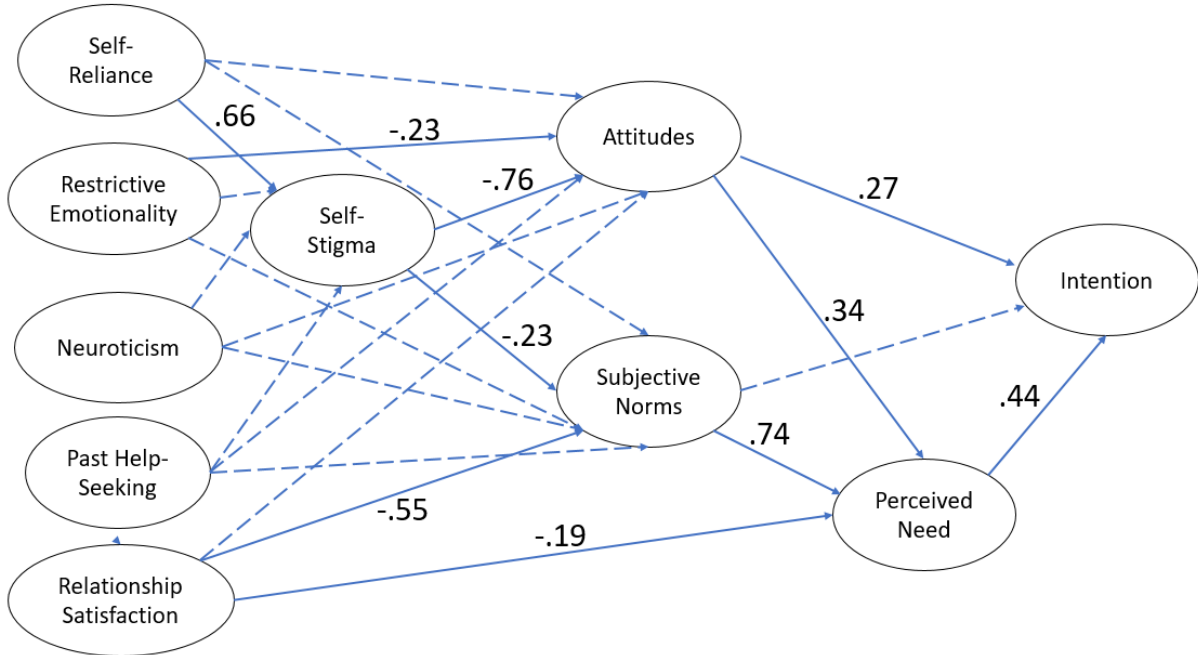 Self-
Reliance
.66
-.23
Attitudes
Restrictive
Emotionality
-.76
Self-
Stigma
.27
Intention
Neuroticism
-.23
.34
Subjective
Norms
.44
Past Help-
Seeking
.74
-.55
Perceived
Need
-.19
Relationship
Satisfaction